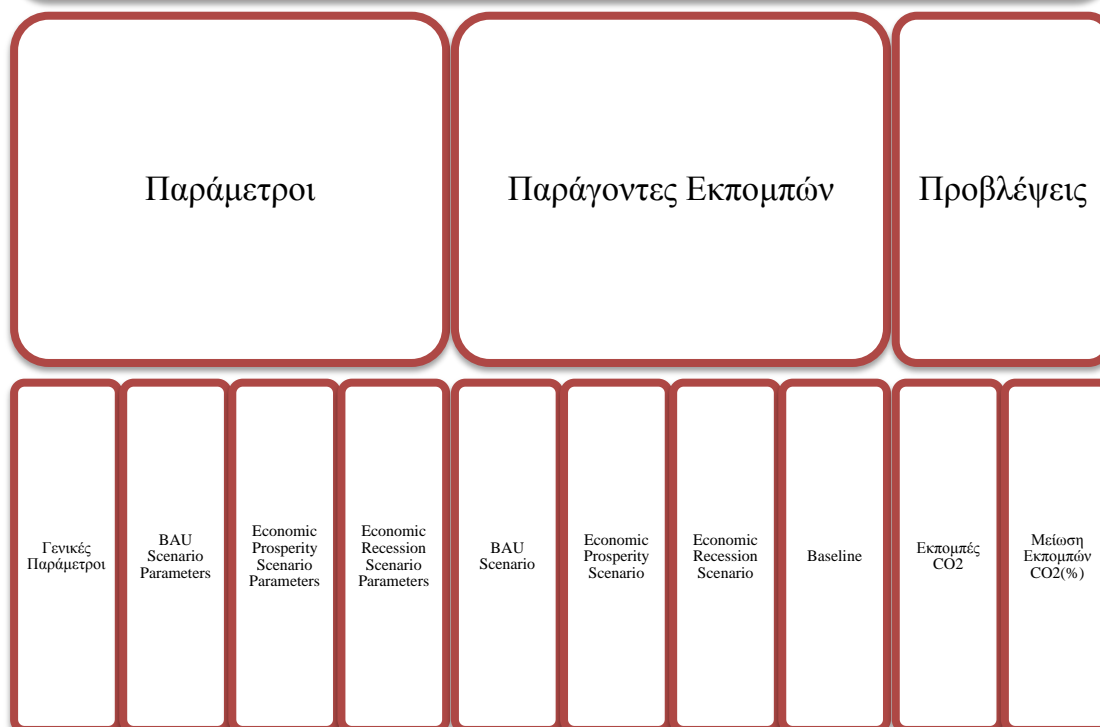 Παράμετροι
Παράγοντες Εκπομπών
Προβλέψεις
Γενικές
Παράμετροι
BAU
Scenario
Parameters
Economic
Prosperity
Scenario
Parameters
Economic
Recession
Scenario
Parameters
BAU
Scenario
Economic
Prosperity
Scenario
Economic
Recession
Scenario
Baseline
Εκπομπές
CO2
Μείωση
Εκπομπών
CO2(%)